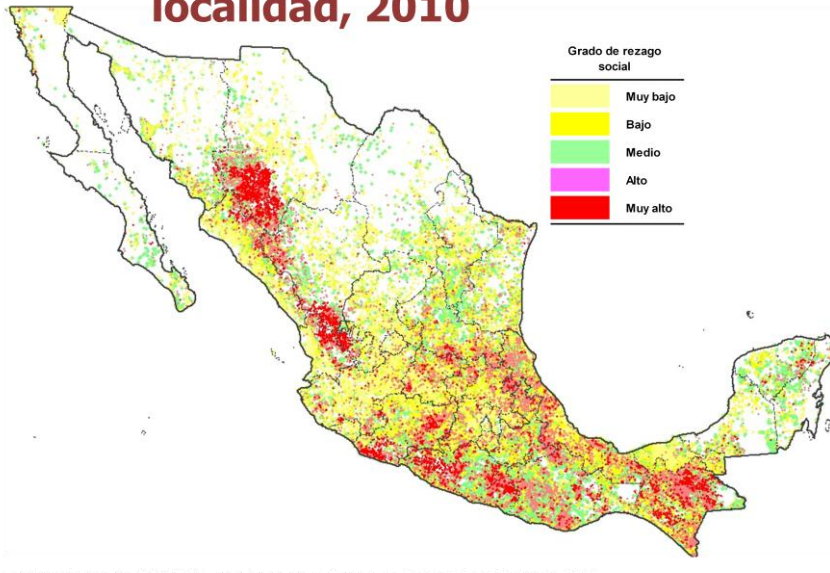 localidad, 2010
Grado de rezago
social
Muy bajo
Bajo
Medio
Alto
Muy alto